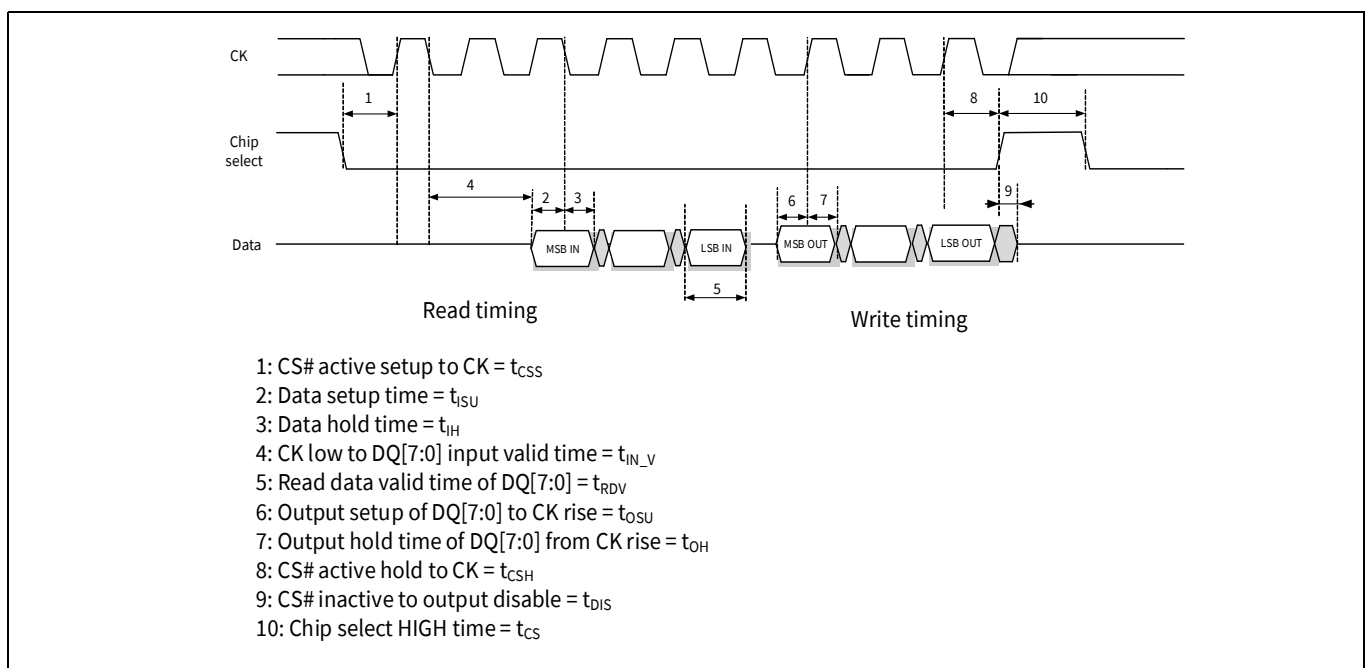 CK
1
8
10
Chip
select
4
2
3
9
6
7
Data
MSB IN
LSB IN
MSB OUT
LSB OUT
5
Read timing
Write timing
1: CS# active setup to CK = tCSS
2: Data setup time = tISU
3: Data hold time = tIH
4: CK low to DQ[7:0] input valid time = tIN_V
5: Read data valid time of DQ[7:0] = tRDV
6: Output setup of DQ[7:0] to CK rise = tOSU
7: Output hold time of DQ[7:0] from CK rise = tOH
8: CS# active hold to CK = tCSH
9: CS# inactive to output disable = tDIS
10: Chip select HIGH time = tCS